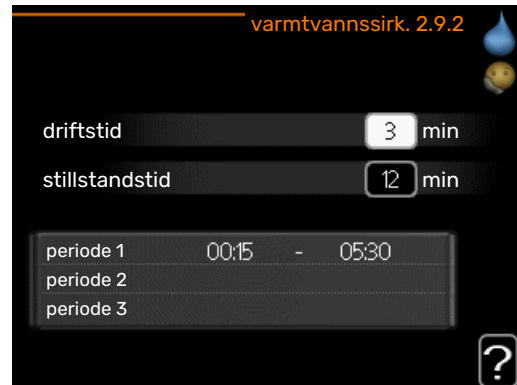 varmtvannssirk. 2.9.2
driftstid 3 min
stillstandstid 12 min
periode 1 00:15 - 05:30
periode 2
periode 3
?